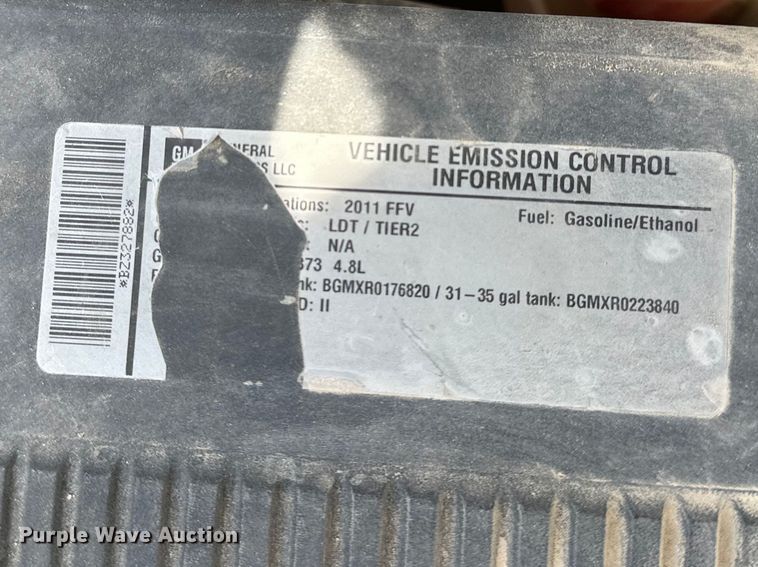 *BZ327882*
GM
NERAL
LLC
VEHICLE EMISSION CONTROL
INFORMATION
ations: 2011 FFV
Fuel: Gasoline/Ethanol
LDT / TIER2
N/A
373 4.8L
nk: BGMXR0176820 / 31-35 gal tank: BGMXR0223840
D: II
Purple Wave Auction